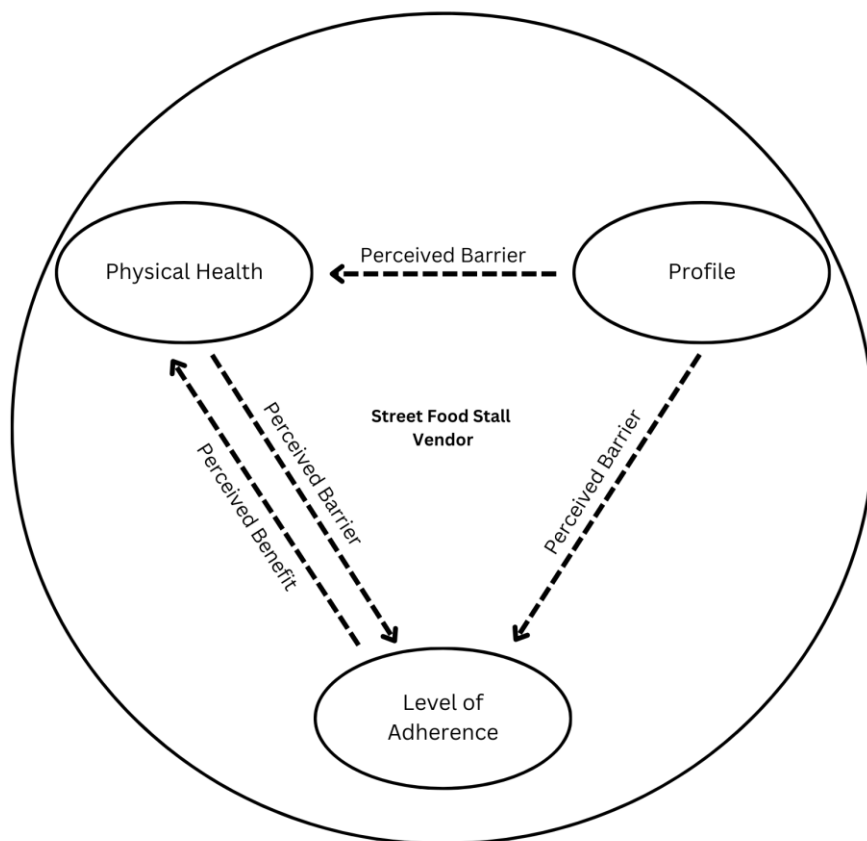 Perceived Barrier
Physical Health
Profile
Perceived Barrier
Street Food Stall
Vendor
Perceived Barrier
Perceived Benefit
Level of
Adherence